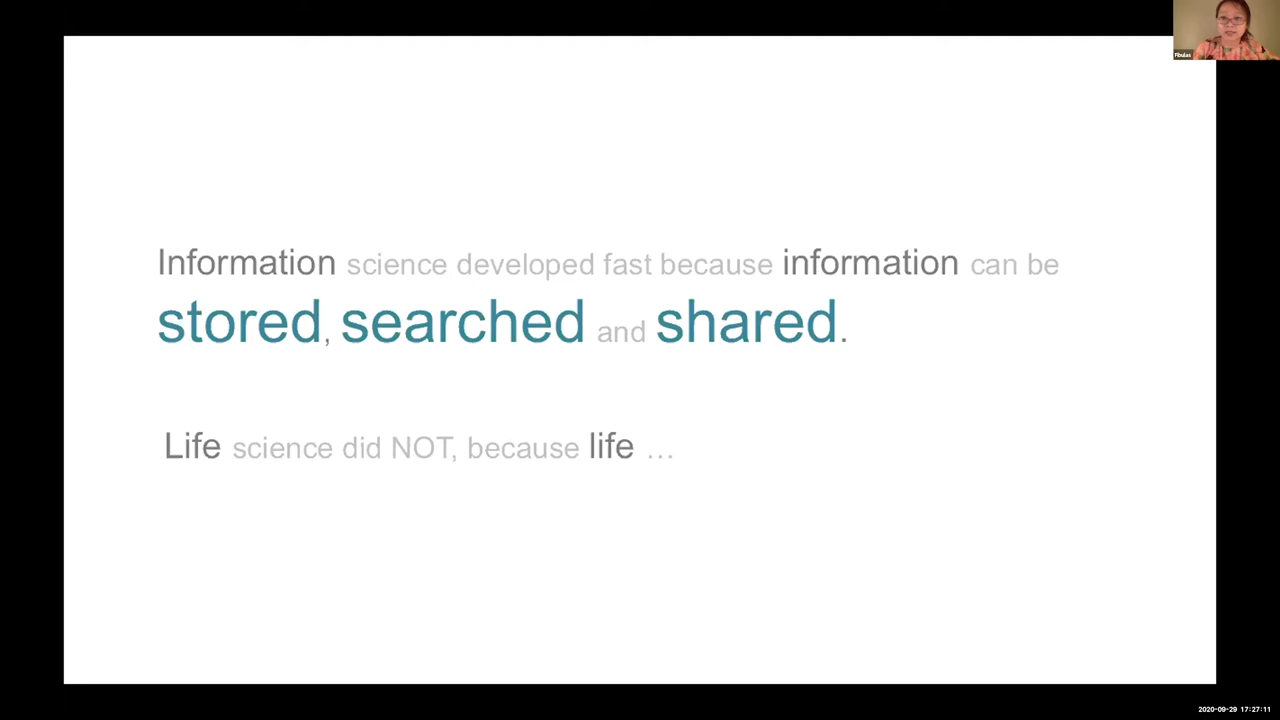 Fibulas
Information science developed fast because information can be
stored, searched and shared.
Life science did NOT, because life …
2020-09-29 17:27:11